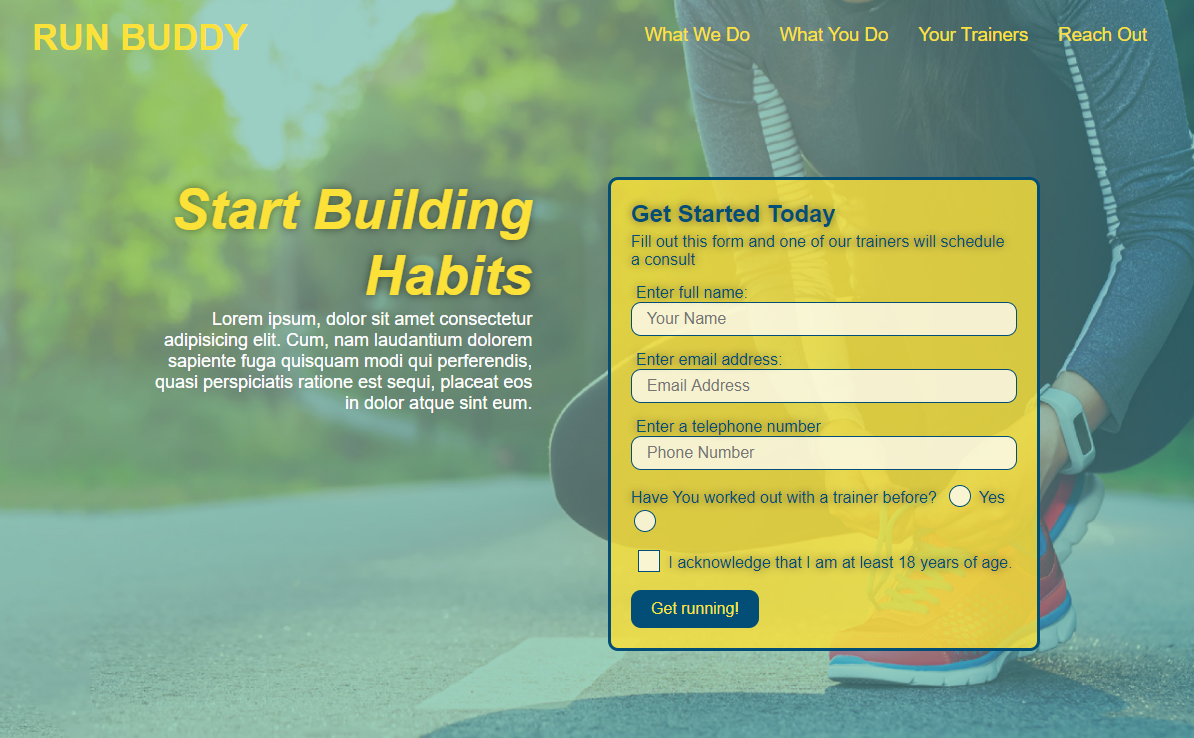 RUN BUDDY
What We Do What You Do Your Trainers Reach Out
Start Building
Habits
Lorem ipsum, dolor sit amet consectetur
adipisicing elit. Cum, nam laudantium dolorem
sapiente fuga quisquam modi qui perferendis,
quasi perspiciatis ratione est sequi, placeat eos
in dolor atque sint eum.
Get Started Today
Fill out this form and one of our trainers will schedule
a consult
Enter full name:
Your Name
Enter email address:
Email Address
Enter a telephone number
Phone Number
Have You worked out with a trainer before? Yes
I acknowledge that I am at least 18 years of age.
Get running!